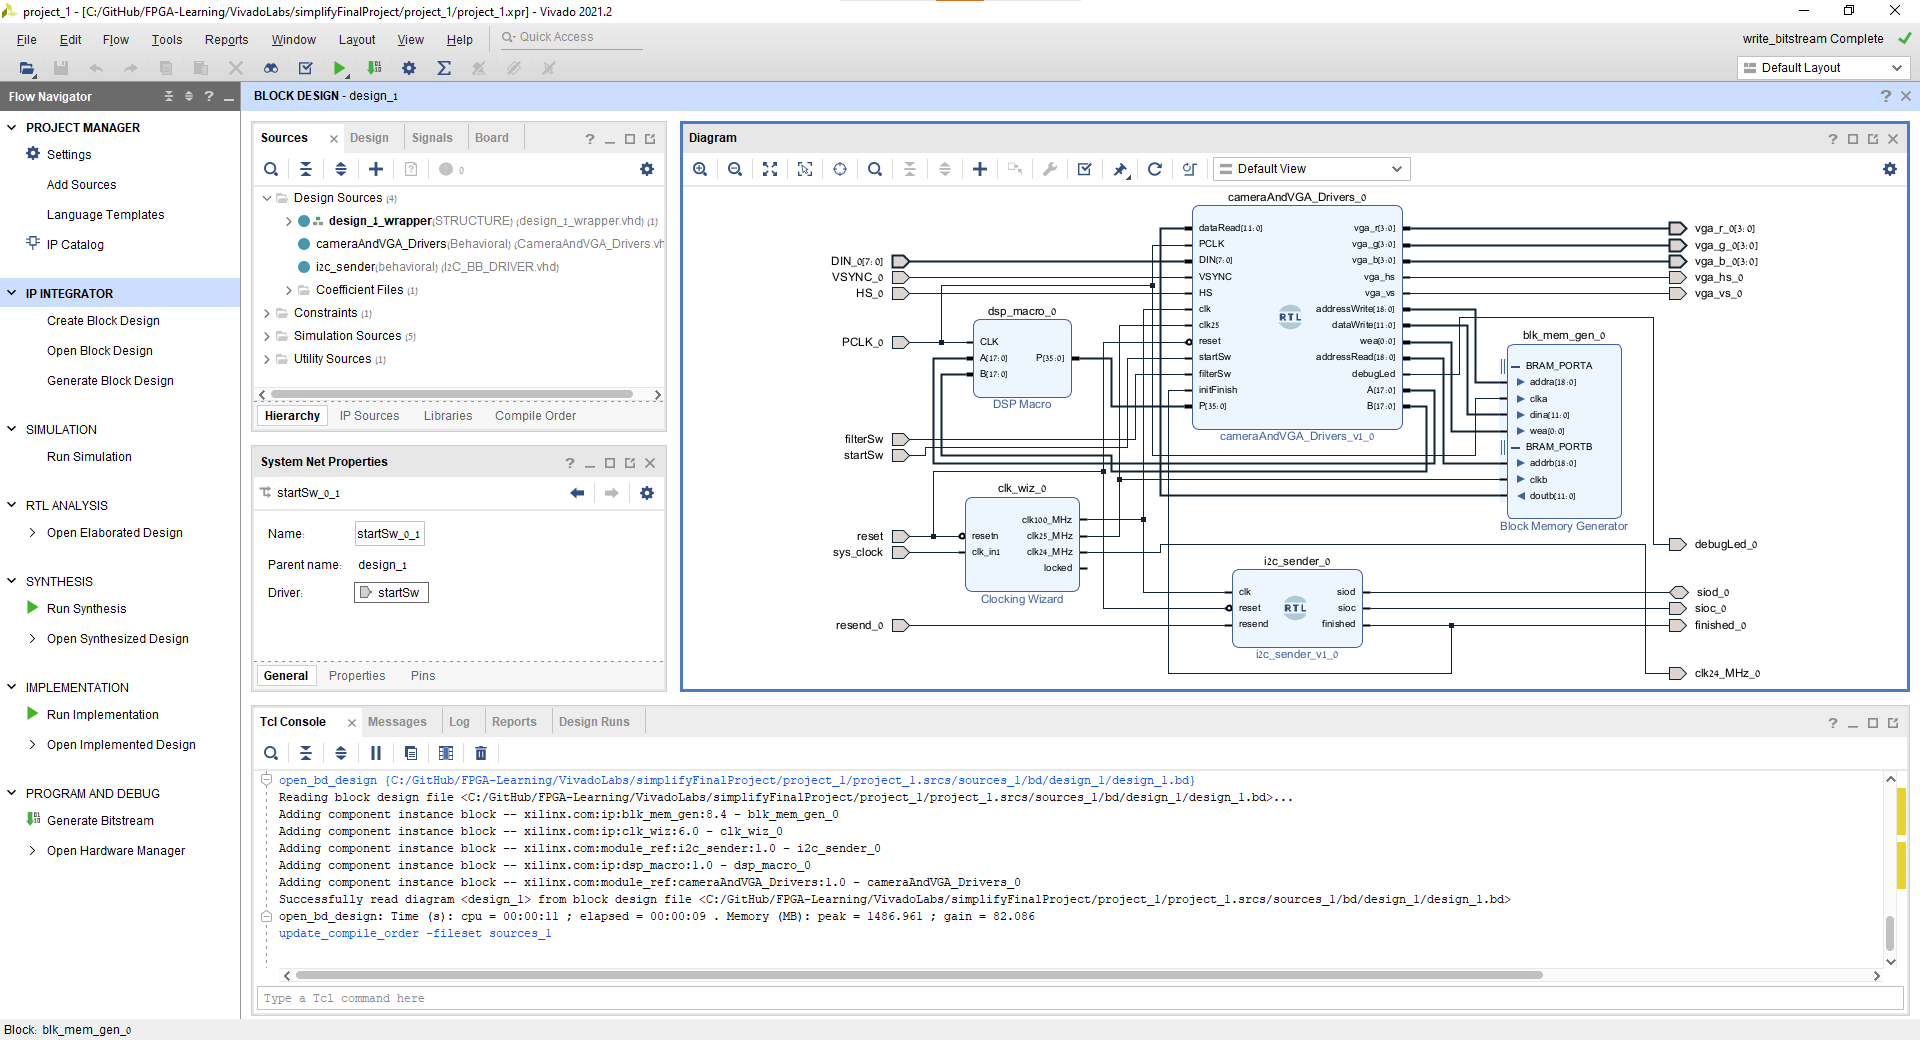 project_1 - [C:/GitHub/FPGA-Learning/VivadoLabs/simplifyFinalProject/project_1/project_1.xpr] - Vivado 2021.2
File Edit Flow Tools Reports Window Layout View Help Quick Access
write_bitstream Complete
Default Layout
Flow Navigator
PROJECT MANAGER
Settings
Add Sources
Language Templates
IP Catalog
IP INTEGRATOR
Create Block Design
Open Block Design
Generate Block Design
SIMULATION
Run Simulation
RTL ANALYSIS
Open Elaborated Design
SYNTHESIS
Run Synthesis
Open Synthesized Design
IMPLEMENTATION
Run Implementation
Open Implemented Design
PROGRAM AND DEBUG
Generate Bitstream
Open Hardware Manager
BLOCK DESIGN - design_1
Sources Design Signals Board
0
Design Sources (4)
design_1_wrapper(STRUCTURE) (design_1_wrapper.vhd) (1)
cameraAndVGA_Drivers(Behavioral) (CameraAndVGA_Drivers.vh
i2c_sender(behavioral) (I2C_BB_DRIVER.vhd)
Coefficient Files (1)
Constraints (1)
Simulation Sources (5)
Utility Sources (1)
Hierarchy IP Sources Libraries Compile Order
System Net Properties
startSw_0_1
Name: startSw_0_1
Parent name: design_1
Driver: startSw
General Properties Pins
Diagram
Default View
DIN_0[7:0]
VSYNC_0
HS_0
PCLK_0
filterSw
startSw
reset
sys_clock
resend_0
dsp_macro_0
CLK
A[17:0]
B[17:0]
P[35:0]
DSP Macro
clk_wiz_0
resetn
clk_in1
clk100_MHz
clk25_MHz
clk24_MHz
locked
Clocking Wizard
cameraAndVGA_Drivers_0
dataRead[11:0]
PCLK
DIN[7:0]
VSYNC
HS
clk
clk25
reset
startSw
filterSw
initFinish
P[35:0]
RTL
vga_r[3:0]
vga_g[3:0]
vga_b[3:0]
vga_hs
vga_vs
addressWrite[18:0]
dataWrite[11:0]
wea[0:0]
addressRead[18:0]
debugLed
A[17:0]
B[17:0]
cameraAndVGA_Drivers_v1_0
i2c_sender_0
clk
reset
resend
RTL
siod
sioc
finished
i2c_sender_v1_0
blk_mem_gen_0
BRAM_PORTA
addra[18:0]
clka
dina[11:0]
wea[0:0]
BRAM_PORTB
addrb[18:0]
clkb
doutb[11:0]
Block Memory Generator
vga_r_0[3:0]
vga_g_0[3:0]
vga_b_0[3:0]
vga_hs_0
vga_vs_0
debugLed_0
siod_0
sioc_0
finished_0
clk24_MHz_0
Tcl Console Messages Log Reports Design Runs
open_bd_design {C:/GitHub/FPGA-Learning/VivadoLabs/simplifyFinalProject/project_1/project_1.srcs/sources_1/bd/design_1/design_1.bd}
Reading block design file <C:/GitHub/FPGA-Learning/VivadoLabs/simplifyFinalProject/project_1/project_1.srcs/sources_1/bd/design_1/design_1.bd>...
Adding component instance block -- xilinx.com:ip:blk_mem_gen:8.4 - blk_mem_gen_0
Adding component instance block -- xilinx.com:ip:clk_wiz:6.0 - clk_wiz_0
Adding component instance block -- xilinx.com:module_ref:i2c_sender:1.0 - i2c_sender_0
Adding component instance block -- xilinx.com:ip:dsp_macro:1.0 - dsp_macro_0
Adding component instance block -- xilinx.com:module_ref:cameraAndVGA_Drivers:1.0 - cameraAndVGA_Drivers_0
Successfully read diagram <design_1> from block design file <C:/GitHub/FPGA-Learning/VivadoLabs/simplifyFinalProject/project_1/project_1.srcs/sources_1/bd/design_1/design_1.bd>
open_bd_design: Time (s): cpu = 00:00:11 ; elapsed = 00:00:09 . Memory (MB): peak = 1486.961 ; gain = 82.086
update_compile_order -fileset sources_1
Type a Tcl command here
Block: blk_mem_gen_0